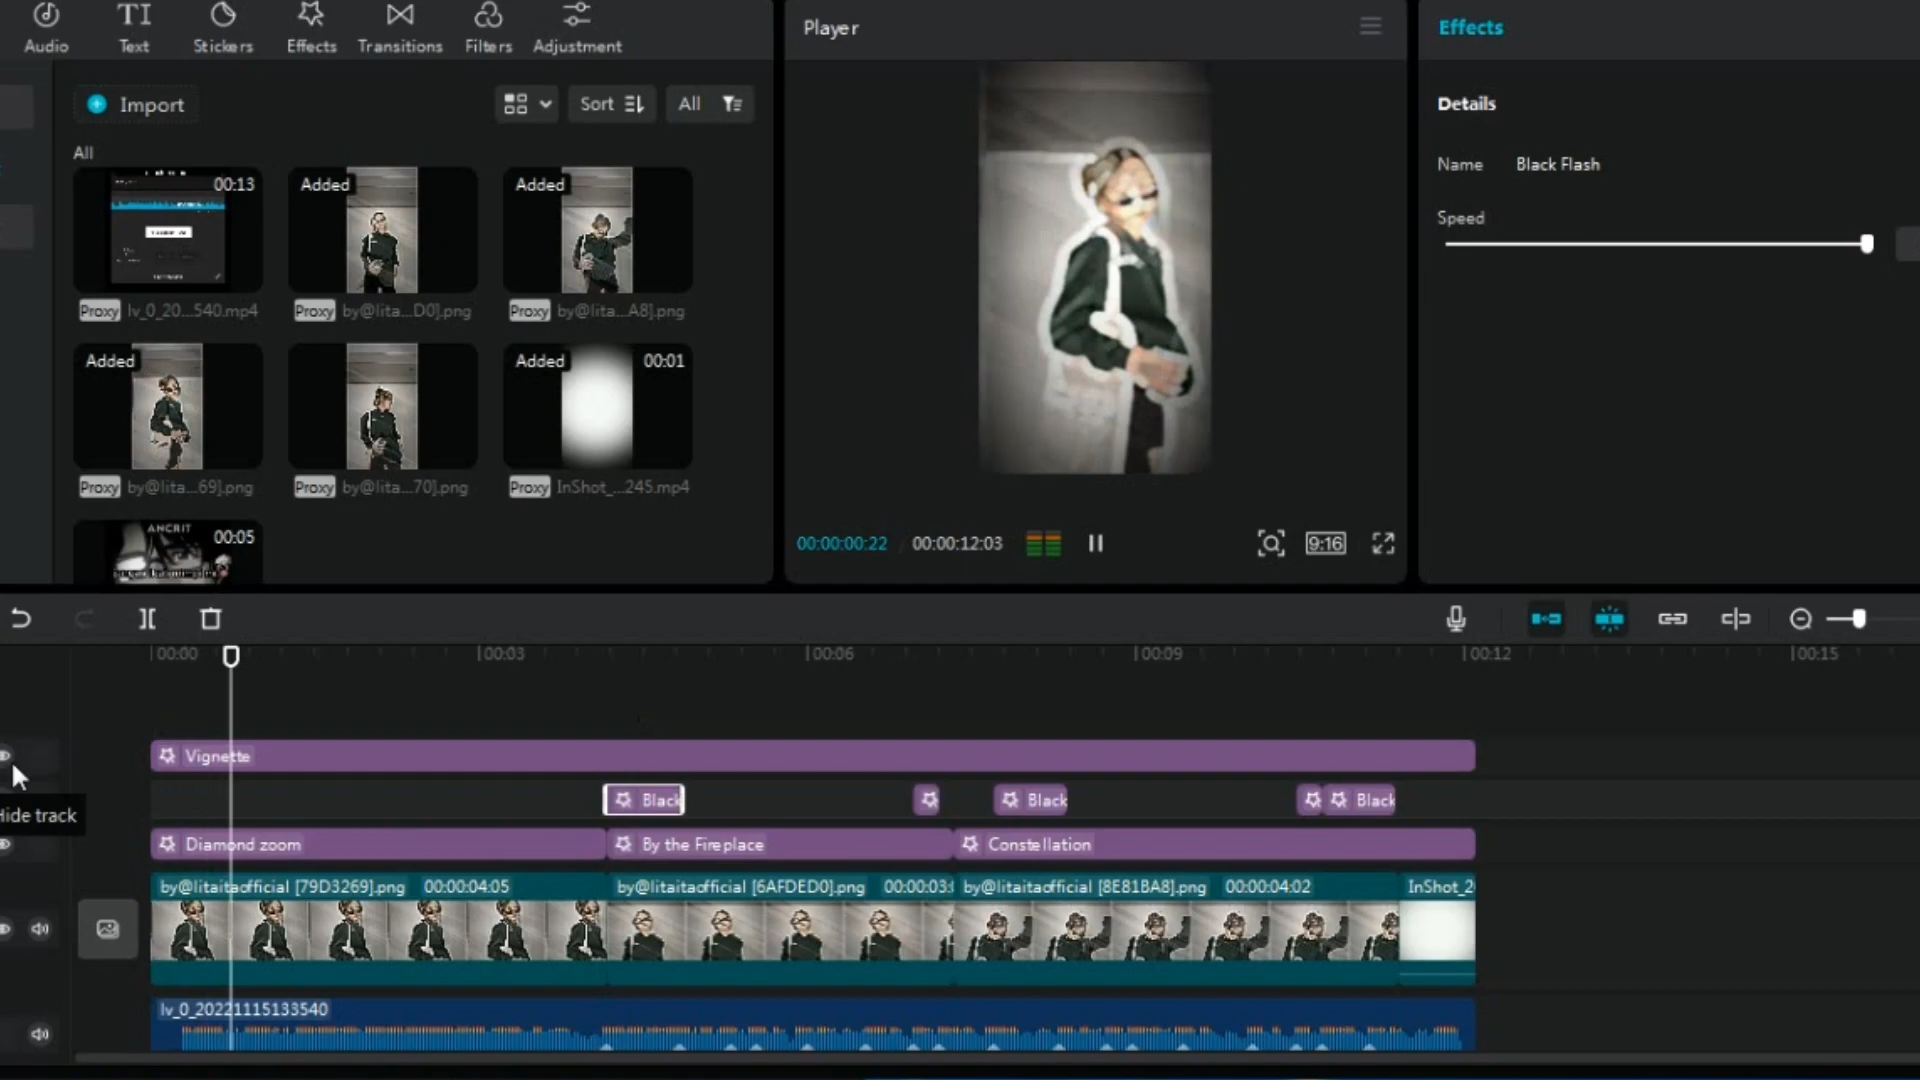 Audio
Text
Stickers
Effects
Transitions
Filters
Adjustment
Import
Sort
All
All
00:13
Proxy lv_0_20...540.mp4
Added
Proxy by@lita...D0].png
Added
Proxy by@lita...A8].png
Added
Proxy by@lita...69].png
Proxy by@lita...70].png
Added 00:01
Proxy InShot_...245.mp4
ANCRIT
00:05
Player
00:00:00:22 / 00:00:12:03
9:16
Effects
Details
Name Black Flash
Speed
00:00 00:03 00:06 00:09 00:12 00:15
Vignette
Hide track
Black
Black
Black
Diamond zoom
By the Fireplace
Constellation
by@litaitaofficial [79D3269].png 00:00:04:05
by@litaitaofficial [6AFDED0].png 00:00:03:
by@litaitaofficial [8E81BA8].png 00:00:04:02
InShot_2
lv_0_20221115133540